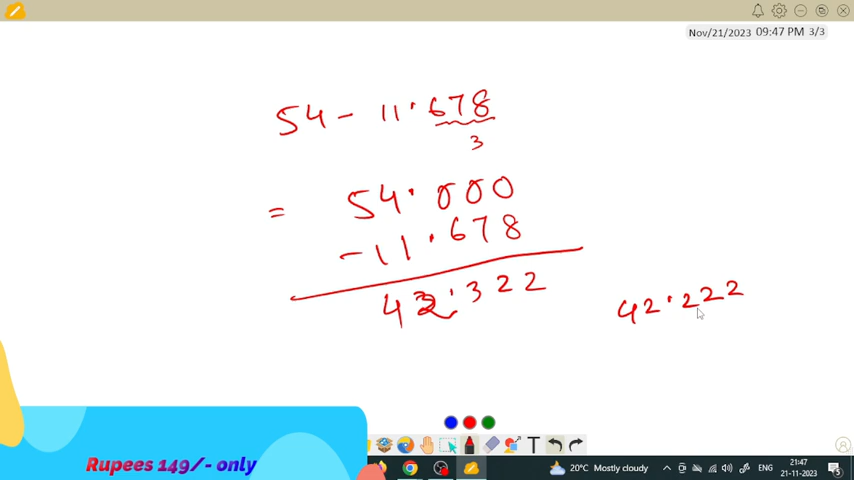 Nov/21/2023 09:47 PM 3/3
54 - 11.678
3
= 54.000
-11.678
42.322
42.222
Rupees 149/- only
T
20°C Mostly cloudy
ENG
21:47
21-11-2023
5